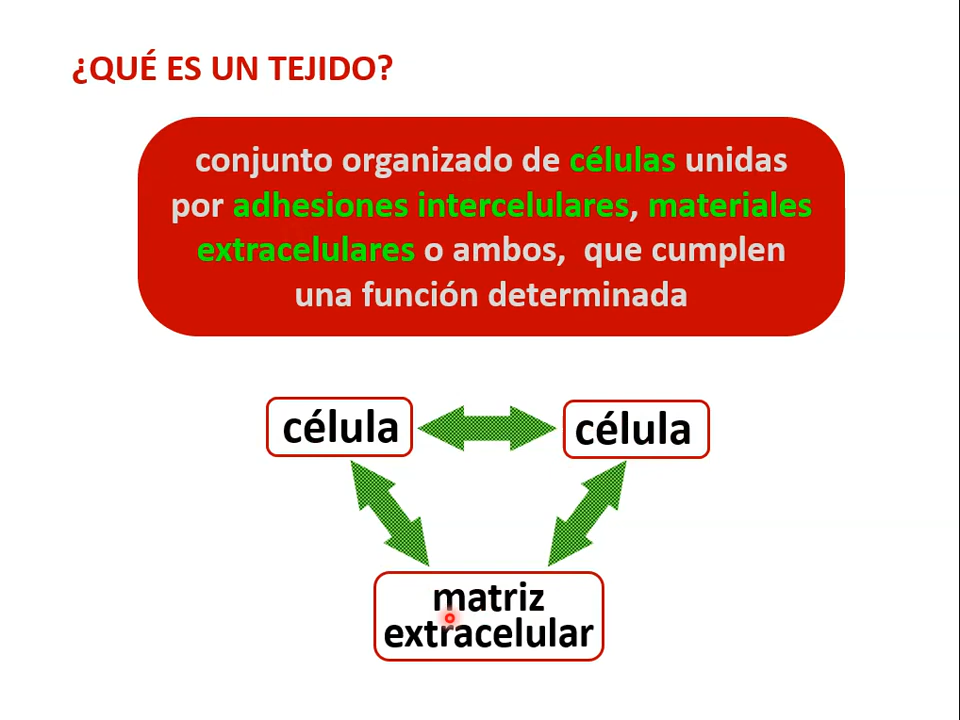 ¿QUÉ ES UN TEJIDO?
conjunto organizado de células unidas
por adhesiones intercelulares, materiales
extracelulares o ambos, que cumplen
una función determinada
célula
célula
matriz
extracelular